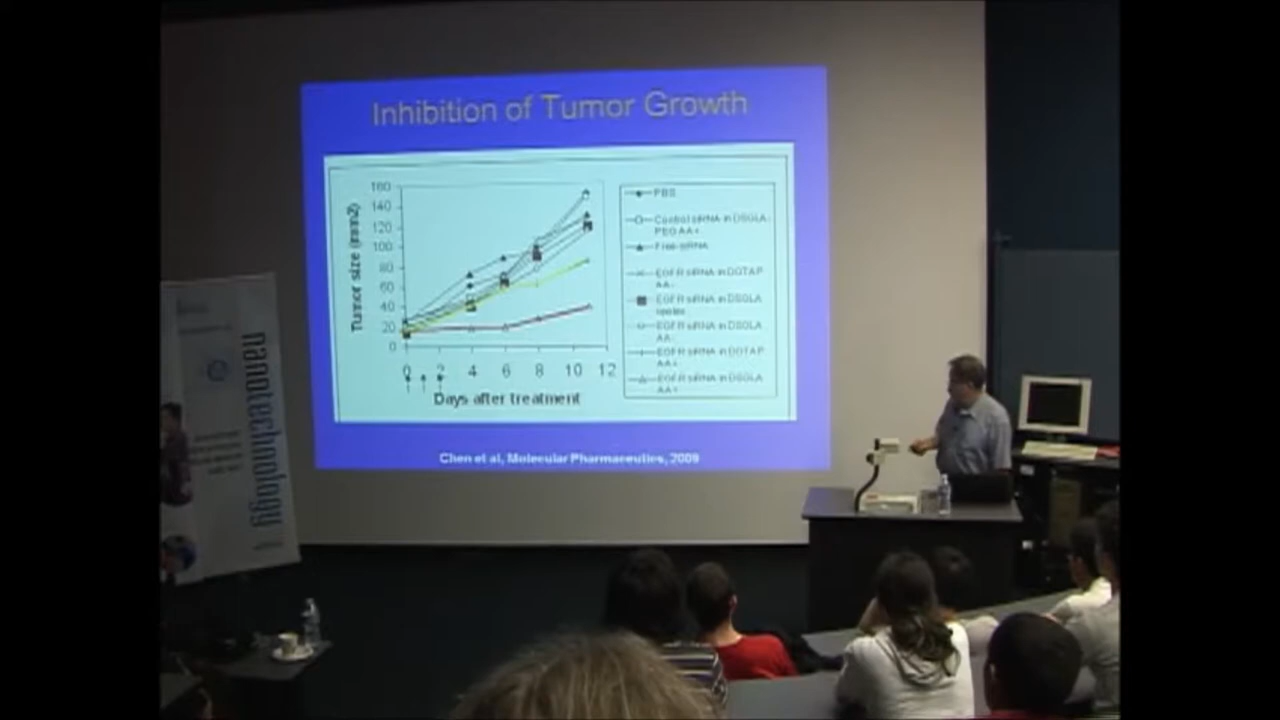 Inhibition of Tumor Growth
Tumor size (mm2)
160
140
120
100
80
60
40
20
0
0 2 4 6 8 10 12
Days after treatment
PBS
Control siRNA in DSGLA-
PEG AA+
Free siRNA
EGFR siRNA in DOTAP
AA-
EGFR siRNA in DSGLA
EGFR siRNA in DSGLA
AA-
EGFR siRNA in DOTAP
AA+
EGFR siRNA in DSGLA
AA+
Chen et al, Molecular Pharmaceutics, 2009
nanotechnology